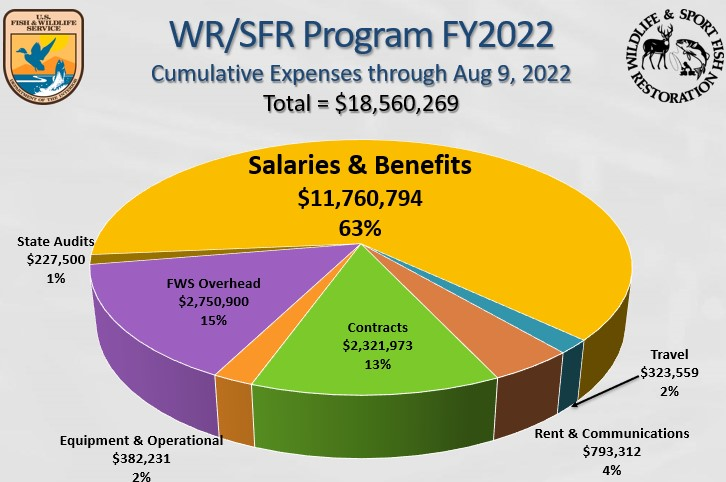 U.S.
FISH & WILDLIFE
SERVICE
DEPARTMENT OF THE INTERIOR
WR/SFR Program FY2022
Cumulative Expenses through Aug 9, 2022
Total = $18,560,269
WILDLIFE & SPORT FISH
RESTORATION
Salaries & Benefits
$11,760,794
63%
State Audits
$227,500
1%
FWS Overhead
$2,750,900
15%
Contracts
$2,321,973
13%
Travel
$323,559
2%
Equipment & Operational
$382,231
2%
Rent & Communications
$793,312
4%